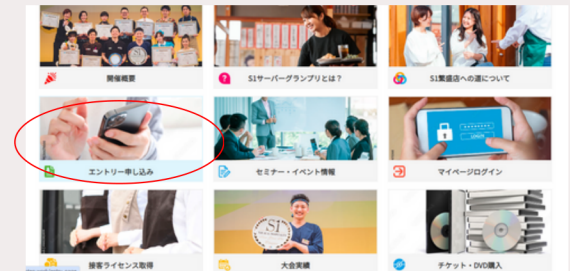 開催概要
S1サーバーグランプリとは？
S1繁盛店への道について
エントリー申し込み
セミナー・イベント情報
マイページログイン
接客ライセンス取得
大会実績
チケット・DVD購入
LOGIN
S1